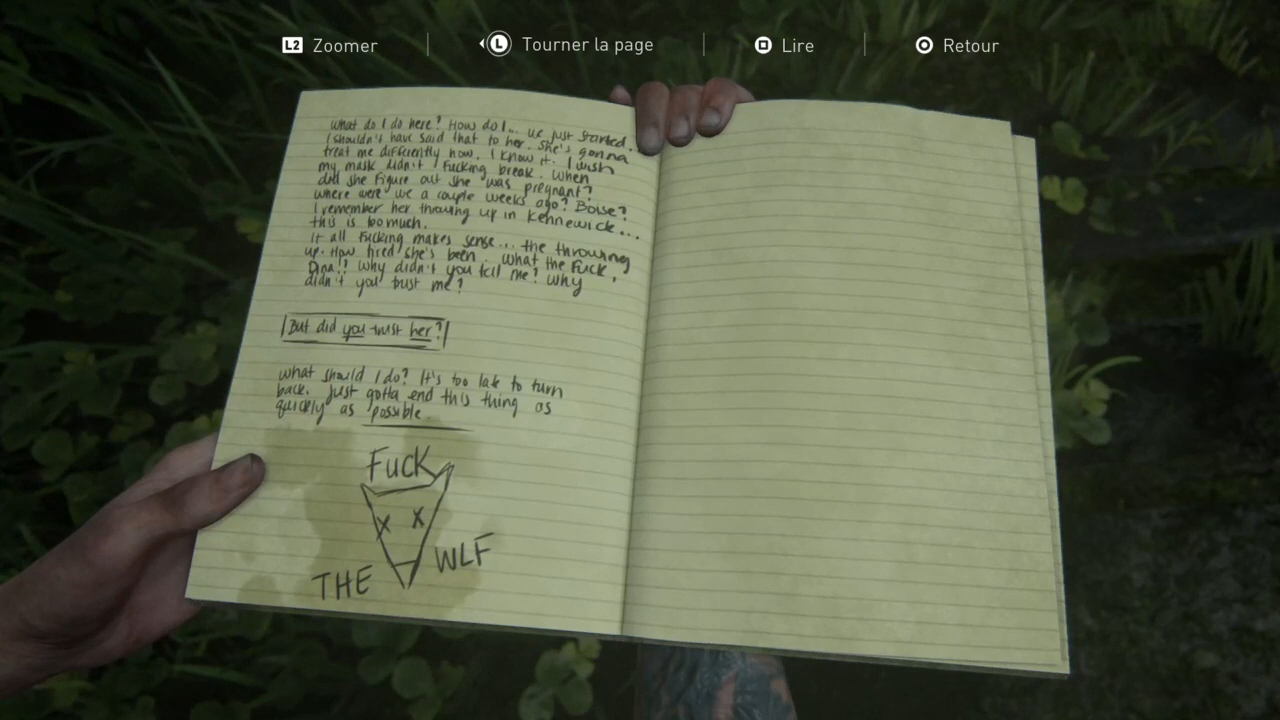 L2 Zoomer
L Tourner la page
Lire
Retour
What do I do here? How do I... we just started.
I shouldn't have said that to her. She's gonna
treat me differently now. I know it. I wish
my mask didn't fucking break. When
did she figure out she was pregnant?
Where were we a couple weeks ago? Boise?
I remember her throwing up in Kennewick...
this is too much.
It all fucking makes sense... the throwing
up. How tired she's been. What the fuck,
Dina!? Why didn't you tell me? Why
didn't you trust me?
But did you trust her?
What should I do? It's too late to turn
back. Just gotta end this thing as
quickly as possible.
Fuck
THE
WLF